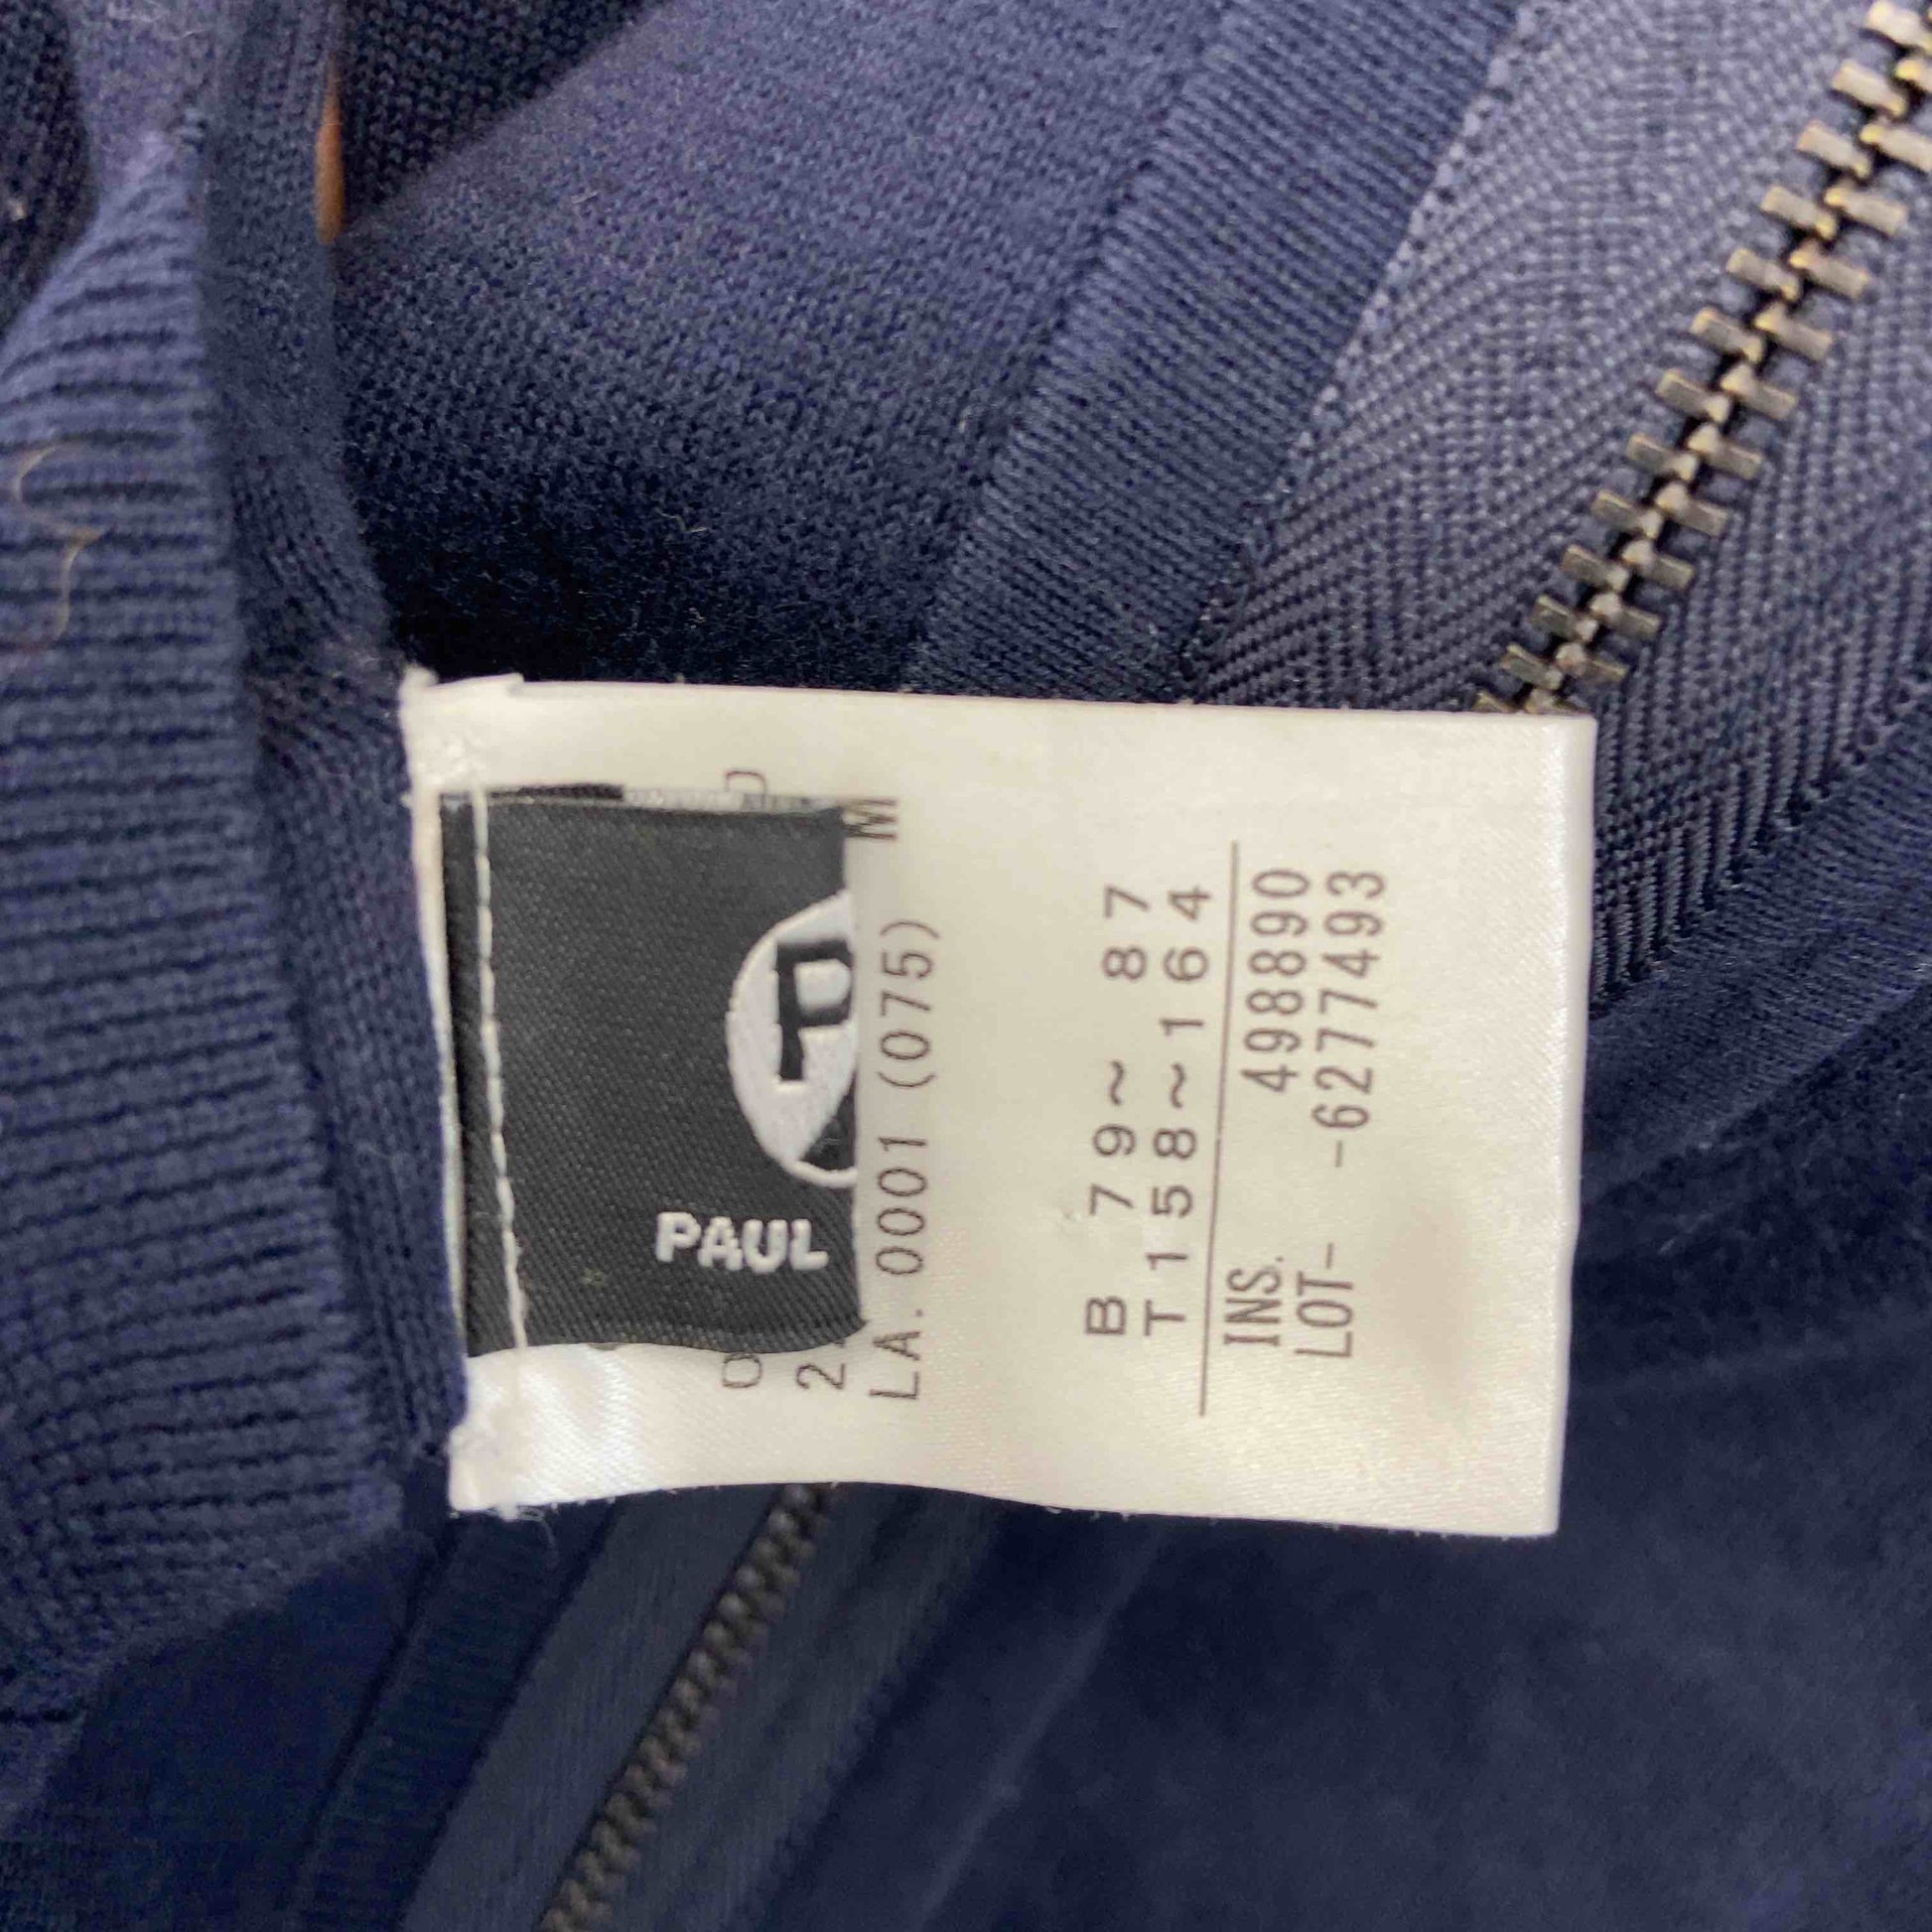 P
PAUL
M
LA. 0001 (075)
B 79~ 87
T158~164
INS. 498890
LOT- -6277493